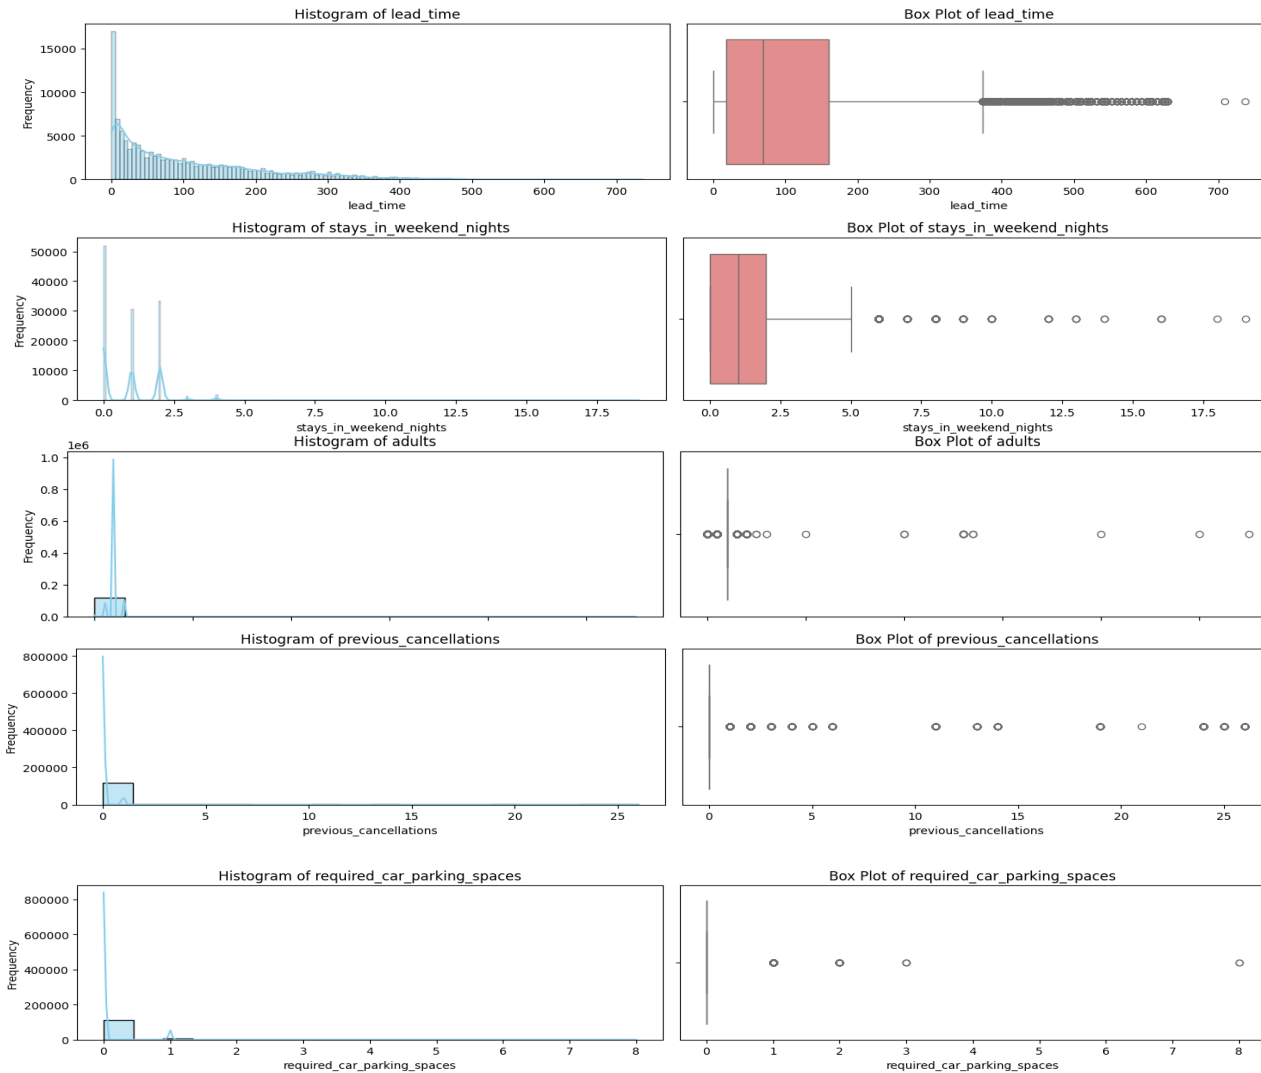 Histogram of lead_time
Frequency
15000
10000
5000
0
0 100 200 300 400 500 600 700
lead_time
Box Plot of lead_time
0 100 200 300 400 500 600 700
lead_time
Histogram of stays_in_weekend_nights
Frequency
50000
40000
30000
20000
10000
0
0.0 2.5 5.0 7.5 10.0 12.5 15.0 17.5
stays_in_weekend_nights
Box Plot of stays_in_weekend_nights
0.0 2.5 5.0 7.5 10.0 12.5 15.0 17.5
stays_in_weekend_nights
Histogram of adults
1e6
Frequency
1.0
0.8
0.6
0.4
0.2
0.0
Box Plot of adults
Histogram of previous_cancellations
Frequency
800000
600000
400000
200000
0
0 5 10 15 20 25
previous_cancellations
Box Plot of previous_cancellations
0 5 10 15 20 25
previous_cancellations
Histogram of required_car_parking_spaces
Frequency
800000
600000
400000
200000
0
0 1 2 3 4 5 6 7 8
required_car_parking_spaces
Box Plot of required_car_parking_spaces
0 1 2 3 4 5 6 7 8
required_car_parking_spaces